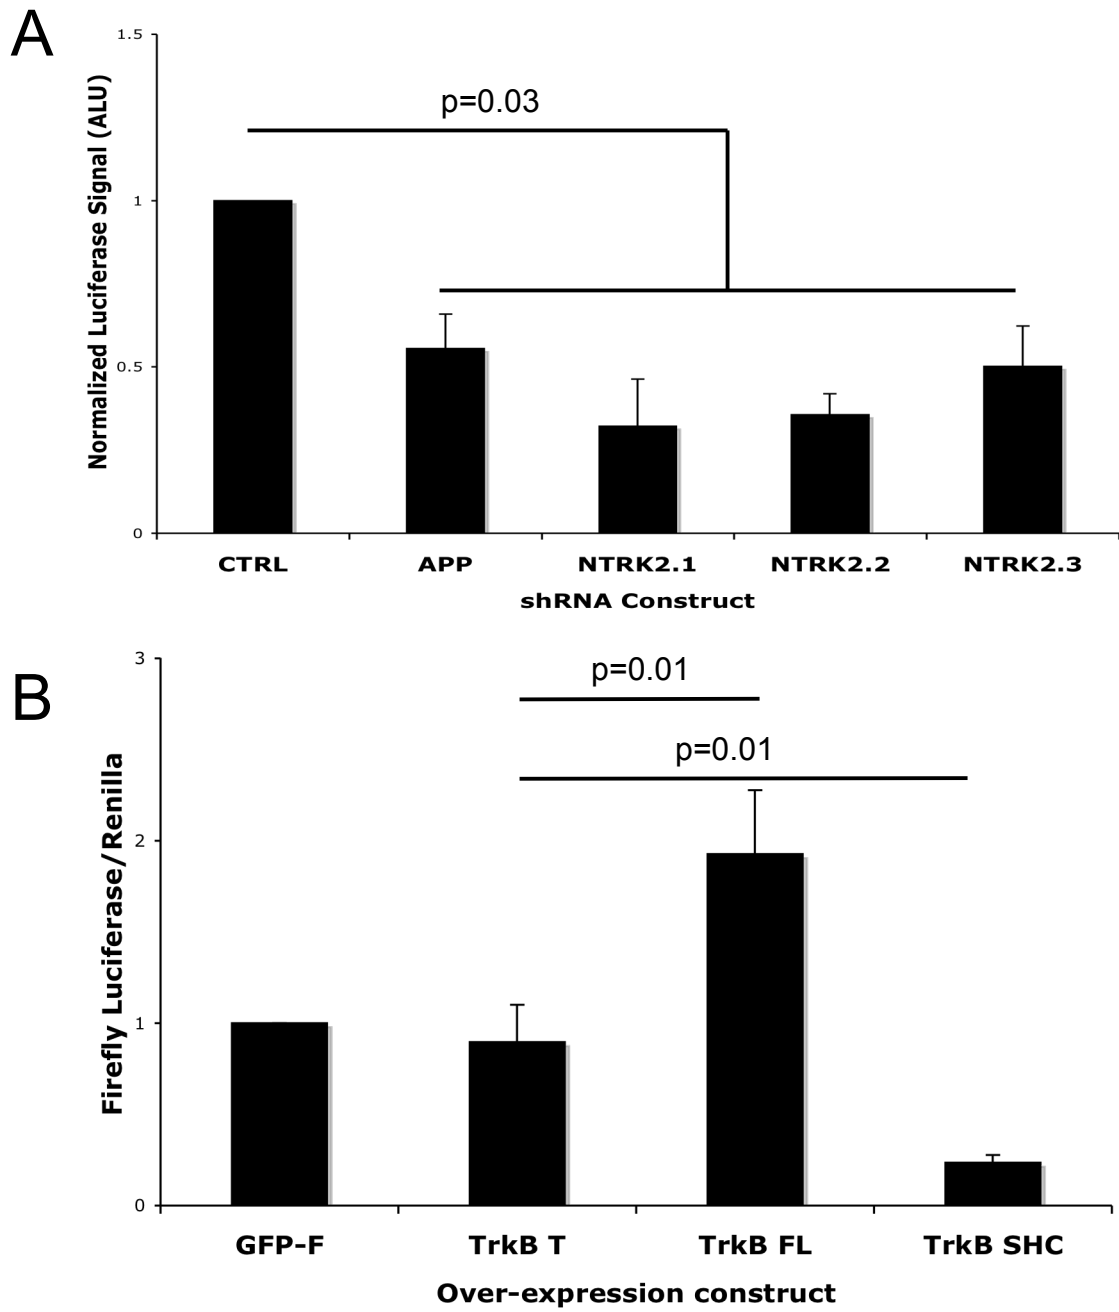 A
Normalized Luciferase Signal (ALU)
1.5
1
0.5
0
p=0.03
CTRL APP NTRK2.1 NTRK2.2 NTRK2.3
shRNA Construct
B
Firefly Luciferase/Renilla
3
2
1
0
p=0.01
p=0.01
GFP-F TrkB T TrkB FL TrkB SHC
Over-expression construct